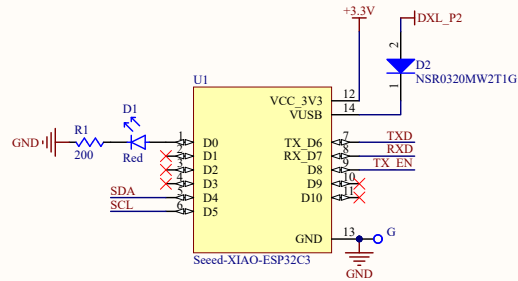 +3.3V
DXL_P2
2
D2
NSR0320MW2T1G
1
U1
VCC_3V3
12
VUSB
14
D1
GND
R1
200
Red
1
D0
2
D1
3
D2
4
D3
SDA
5
D4
SCL
6
D5
TX_D6
7
TXD
RX_D7
8
RXD
D8
9
TX_EN
D9
10
D10
11
GND
13
G
Seeed-XIAO-ESP32C3
GND